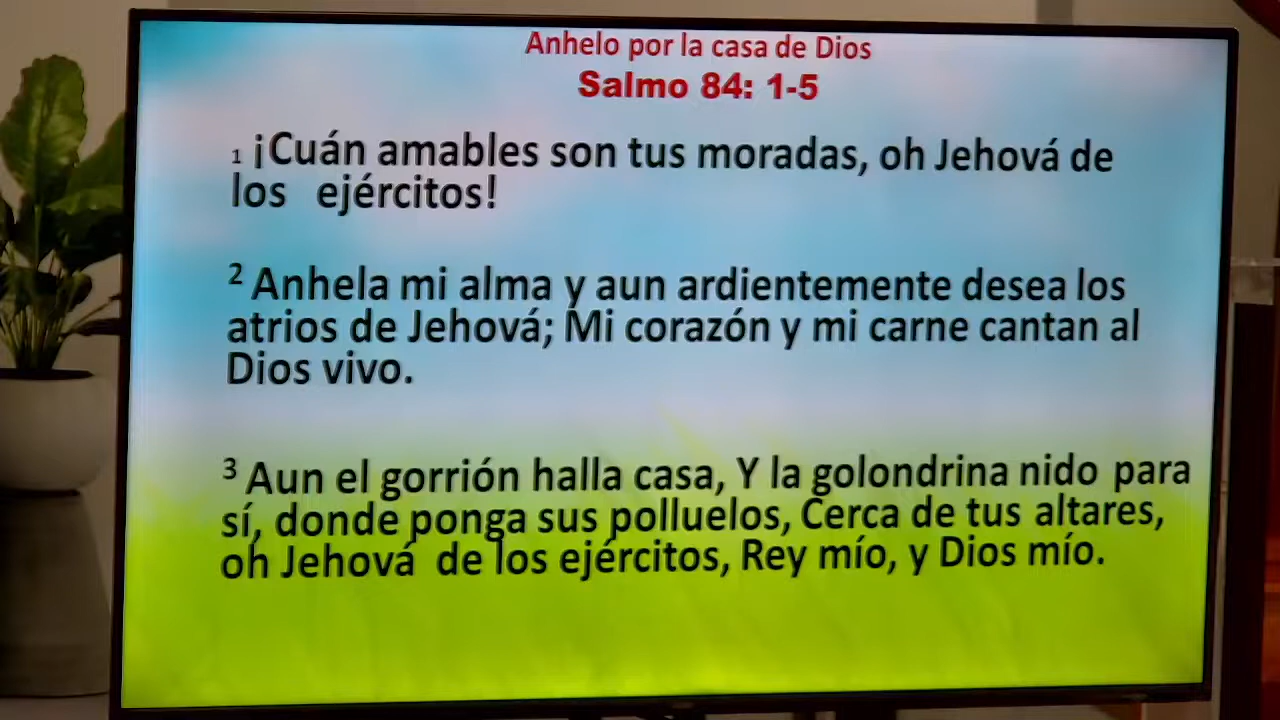 Anhelo por la casa de Dios
Salmo 84: 1-5
1 ¡Cuán amables son tus moradas, oh Jehová de
los ejércitos!
2 Anhela mi alma y aun ardientemente desea los
atrios de Jehová; Mi corazón y mi carne cantan al
Dios vivo.
3 Aun el gorrión halla casa, Y la golondrina nido para
sí, donde ponga sus polluelos, Cerca de tus altares,
oh Jehová de los ejércitos, Rey mío, y Dios mío.